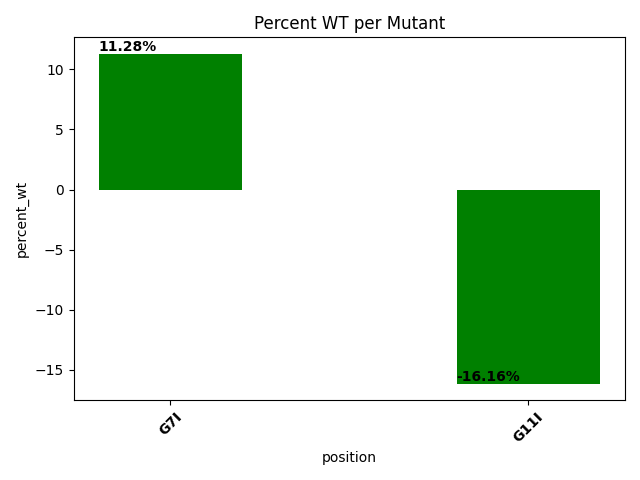 Percent WT per Mutant
11.28%
10
5
0
−5
−10
−15
-16.16%
percent_wt
G7I
G11I
position